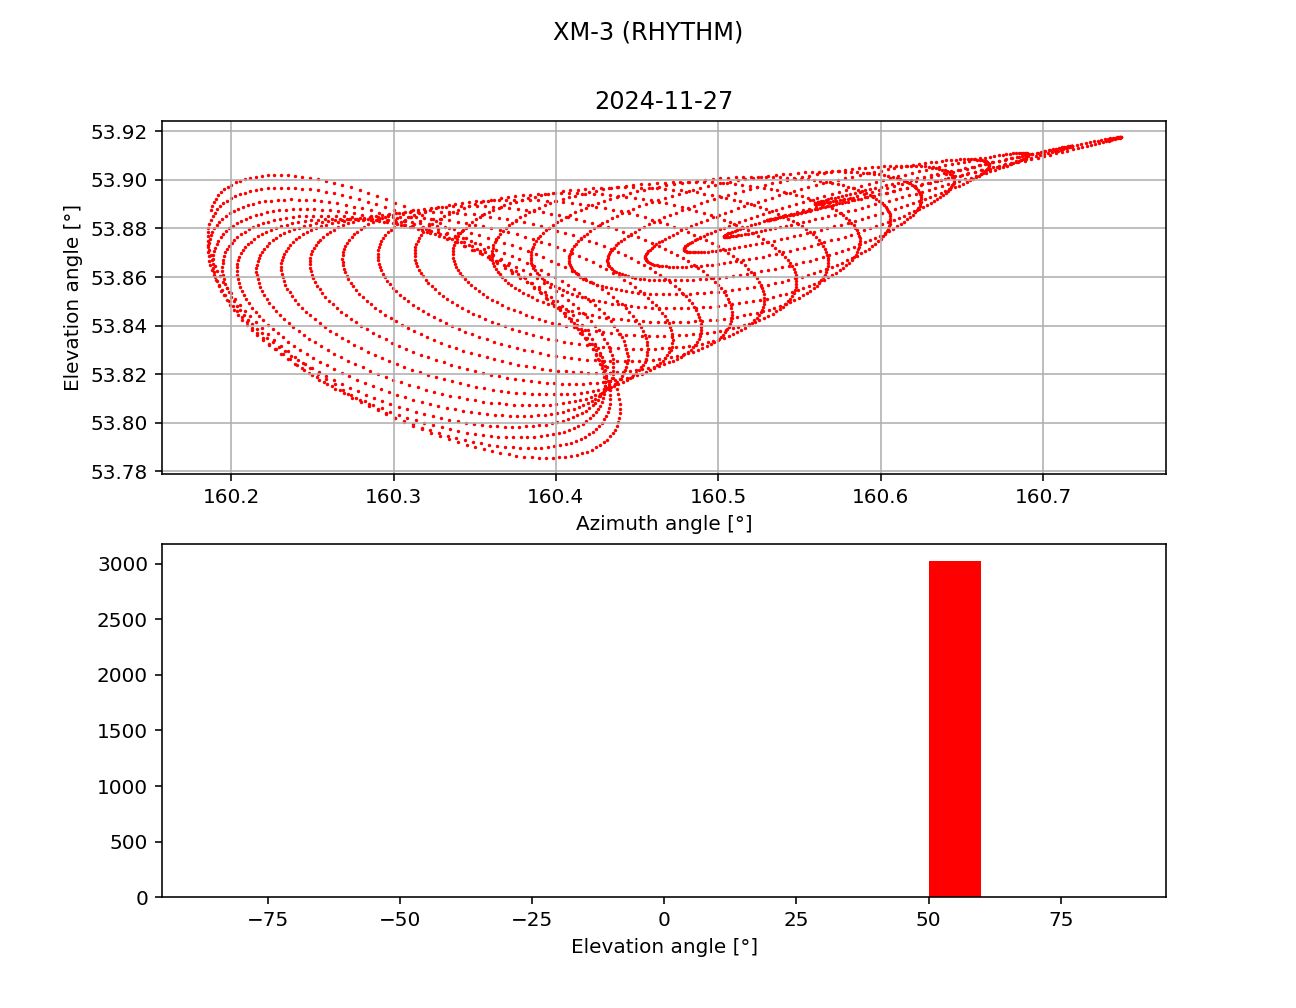 XM-3 (RHYTHM)
2024-11-27
53.92
53.90
53.88
53.86
53.84
53.82
53.80
53.78
Elevation angle [°]
160.2 160.3 160.4 160.5 160.6 160.7
Azimuth angle [°]
3000
2500
2000
1500
1000
500
0
−75 −50 −25 0 25 50 75
Elevation angle [°]